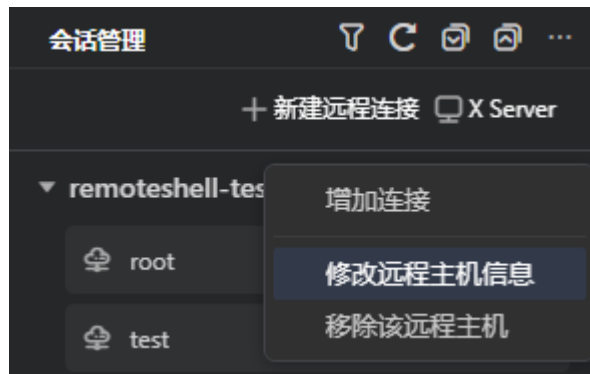 会话管理
新建远程连接 X Server
remoteshell-tes
增加连接
root
修改远程主机信息
移除该远程主机
test